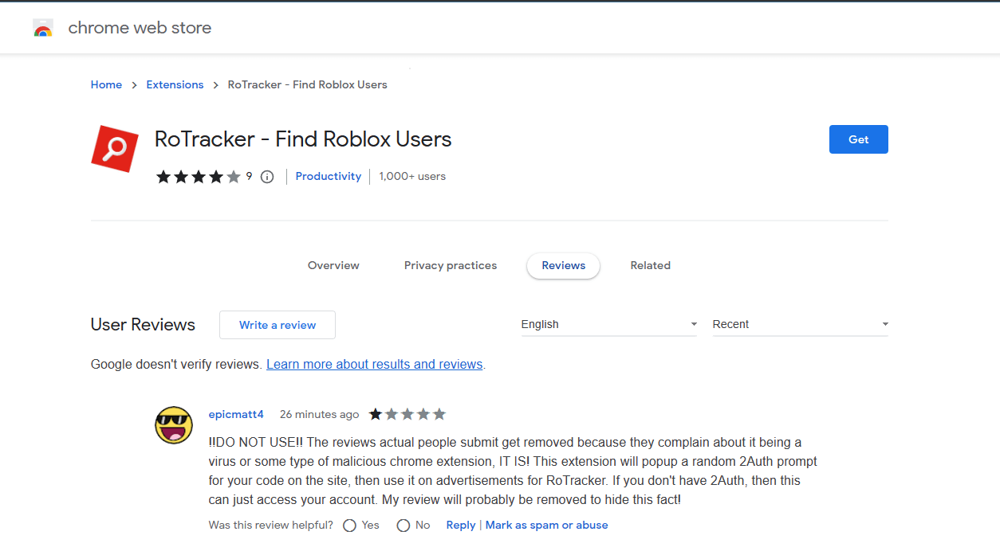 chrome web store
Home > Extensions > RoTracker - Find Roblox Users
RoTracker - Find Roblox Users
Get
9 Productivity 1,000+ users
Overview Privacy practices Reviews Related
User Reviews Write a review English Recent
Google doesn't verify reviews. Learn more about results and reviews.
epicmatt4 26 minutes ago
!!DO NOT USE!! The reviews actual people submit get removed because they complain about it being a
virus or some type of malicious chrome extension, IT IS! This extension will popup a random 2Auth prompt
for your code on the site, then use it on advertisements for RoTracker. If you don't have 2Auth, then this
can just access your account. My review will probably be removed to hide this fact!
Was this review helpful? Yes No Reply | Mark as spam or abuse